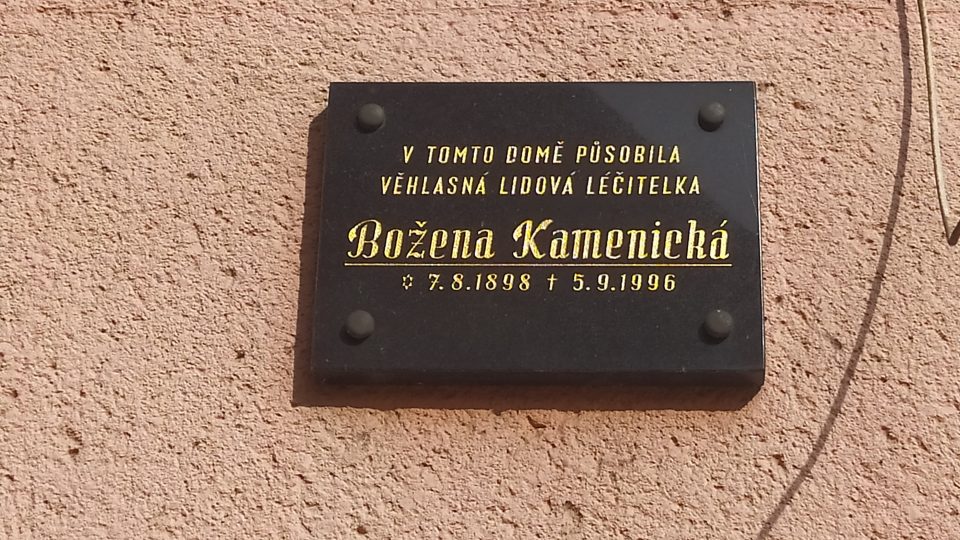 V TOMTO DOMĚ PŮSOBILA
VĚHLASNÁ LIDOVÁ LÉČITELKA
Božena Kamenická
✡ 7.8.1898 † 5.9.1996